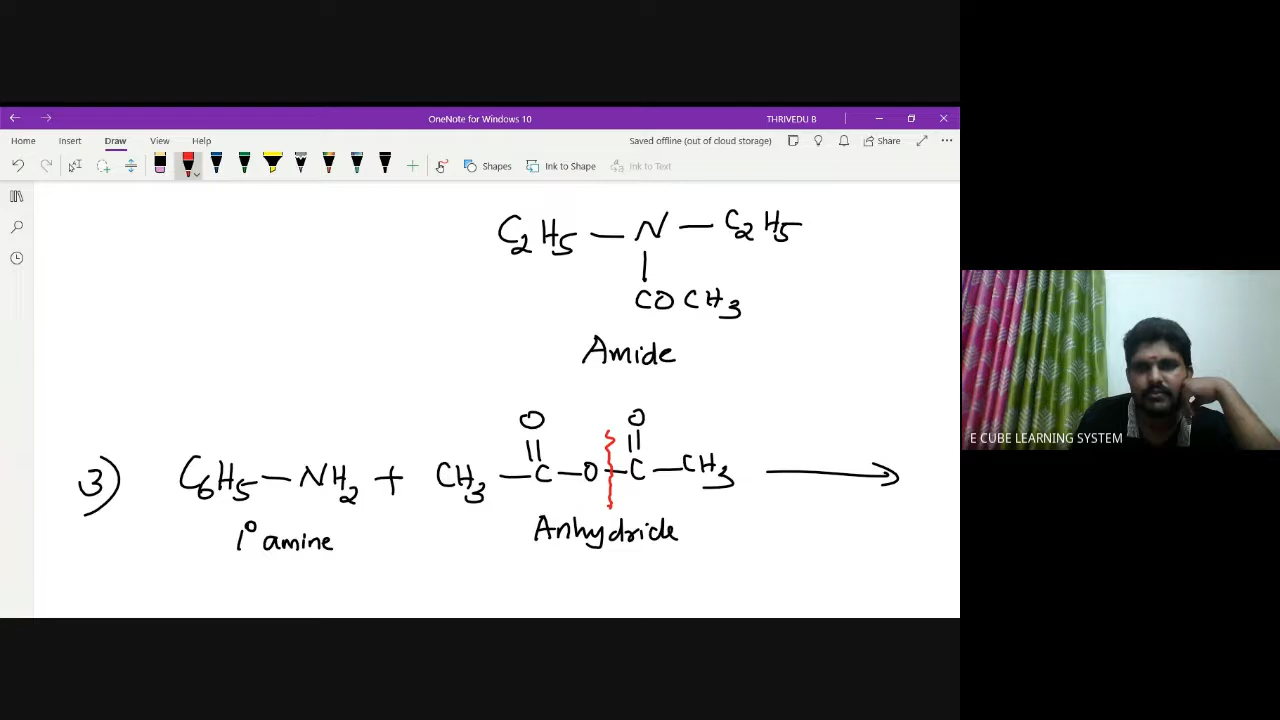 OneNote for Windows 10
THRIVEDU B
Home Insert Draw View Help
Saved offline (out of cloud storage)
Share
Shapes
Ink to Shape
Ink to Text
C2H5 — N — C2H5
|
COCH3
Amide
O O
|| ||
3) C6H5 — NH2 + CH3 — C — O — C — CH3 →
1° amine
Anhydride
E CUBE LEARNING SYSTEM